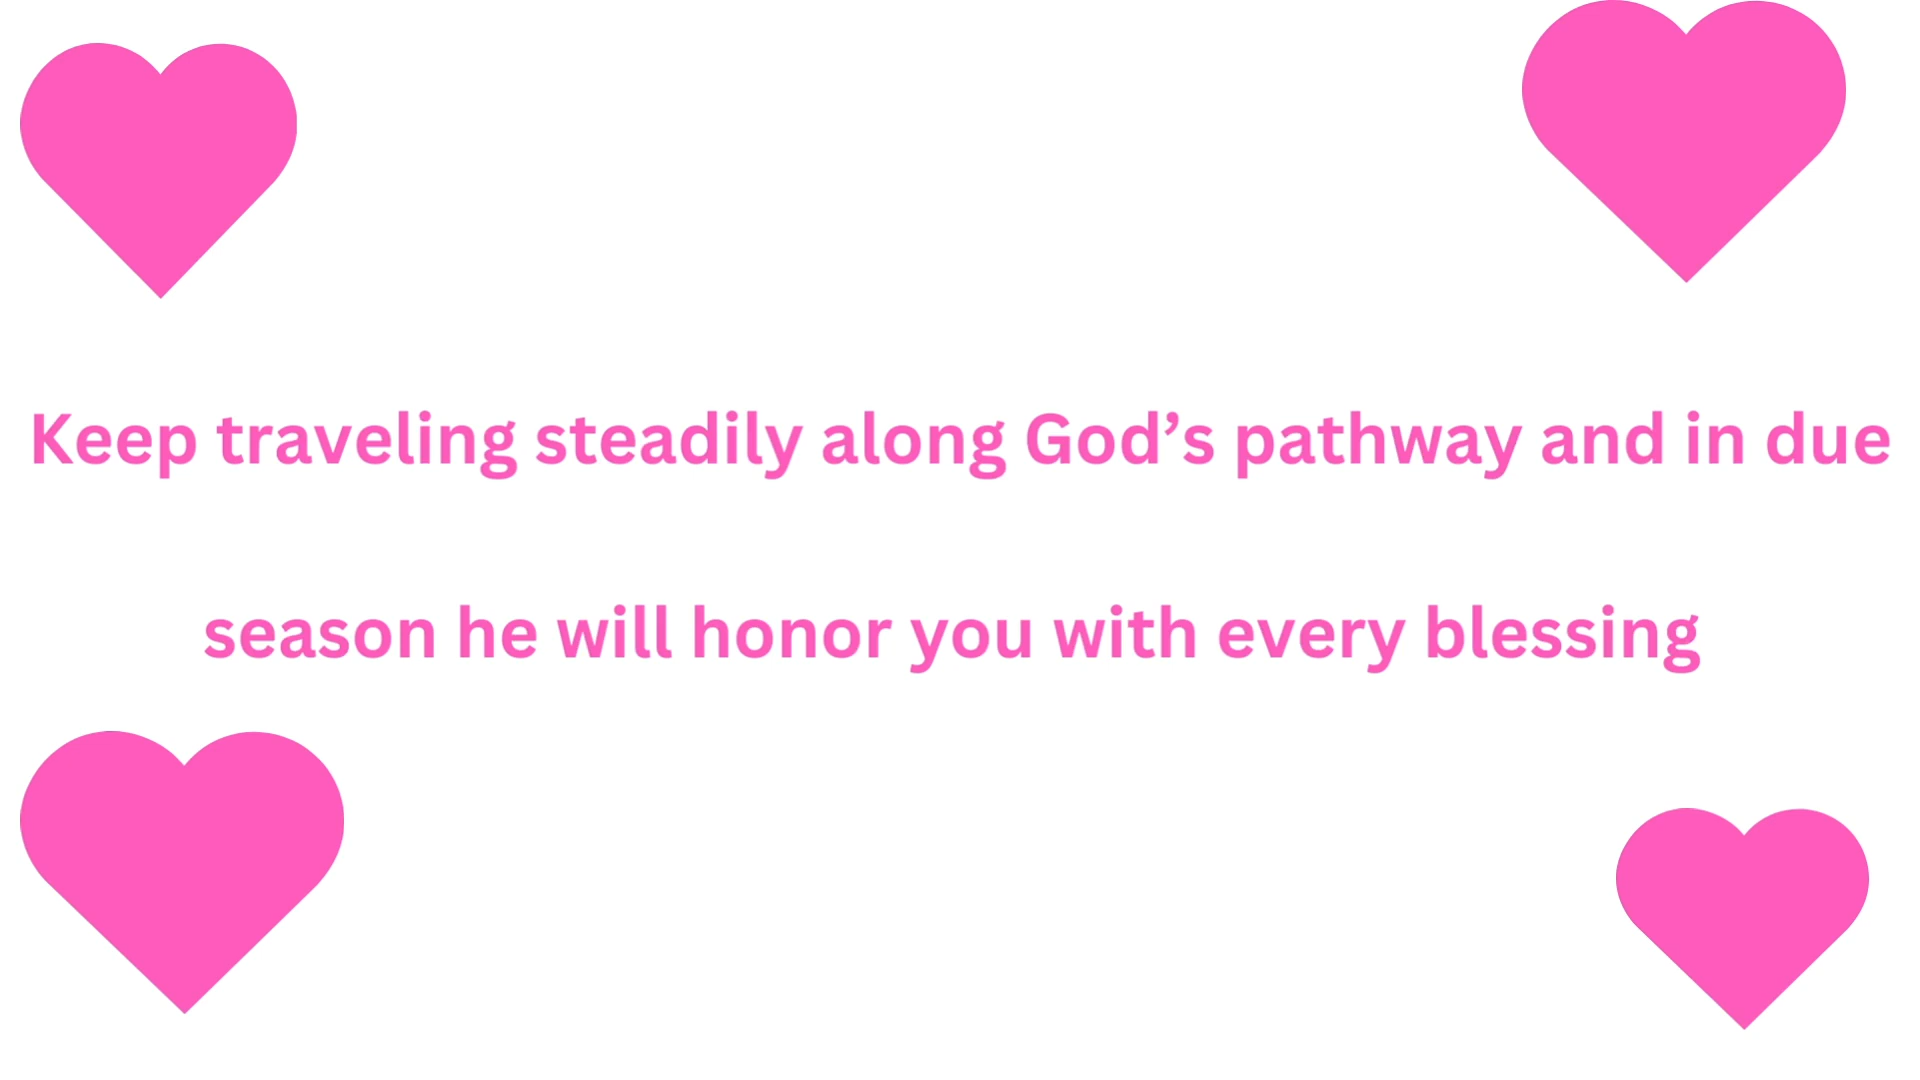 Keep traveling steadily along God’s pathway and in due
season he will honor you with every blessing